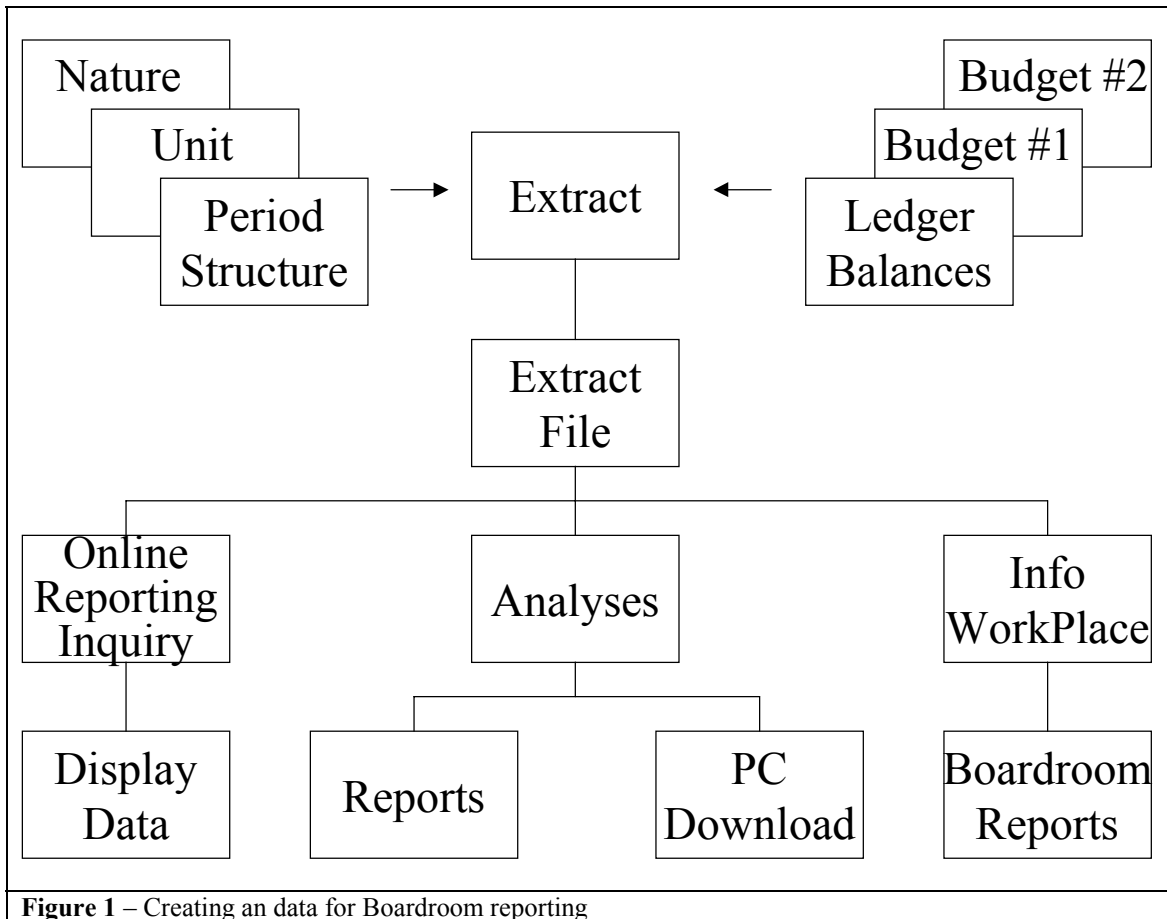 Nature
Unit
Period
Structure
Extract
Budget #2
Budget #1
Ledger
Balances
Extract
File
Online
Reporting
Inquiry
Analyses
Info
WorkPlace
Display
Data
Reports
PC
Download
Boardroom
Reports
Figure 1 – Creating an data for Boardroom reporting